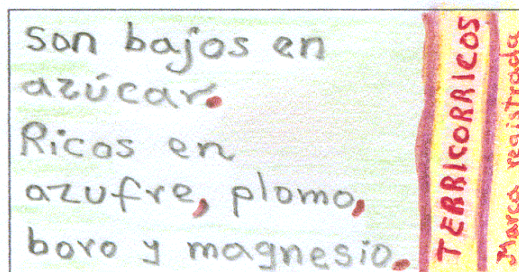 son bajos en
azúcar.
Ricos en
azufre, plomo,
boro y magnesio.
TERRICORRICOS
Marca registrada